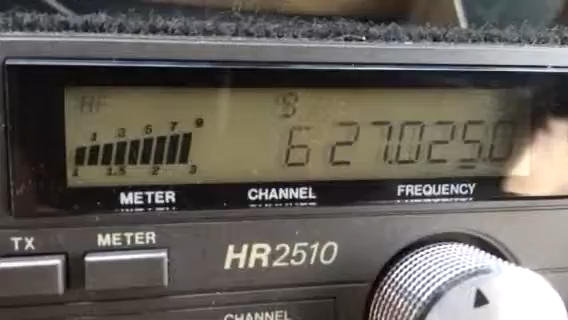 RF B
1 3 5 7 9
6 27.025.0
1 1.5 2 3
METER CHANNEL FREQUENCY
TX METER
HR2510
CHANNEL